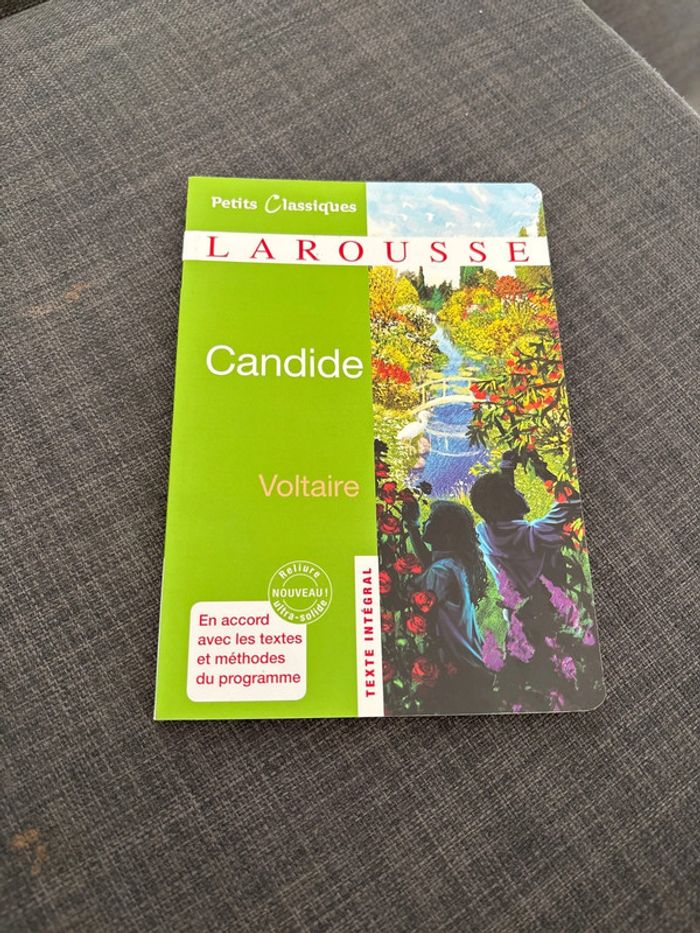 Petits Classiques
LAROUSSE
Candide
Voltaire
Reliure
NOUVEAU !
ultra-solide
En accord
avec les textes
et méthodes
du programme
TEXTE INTÉGRAL